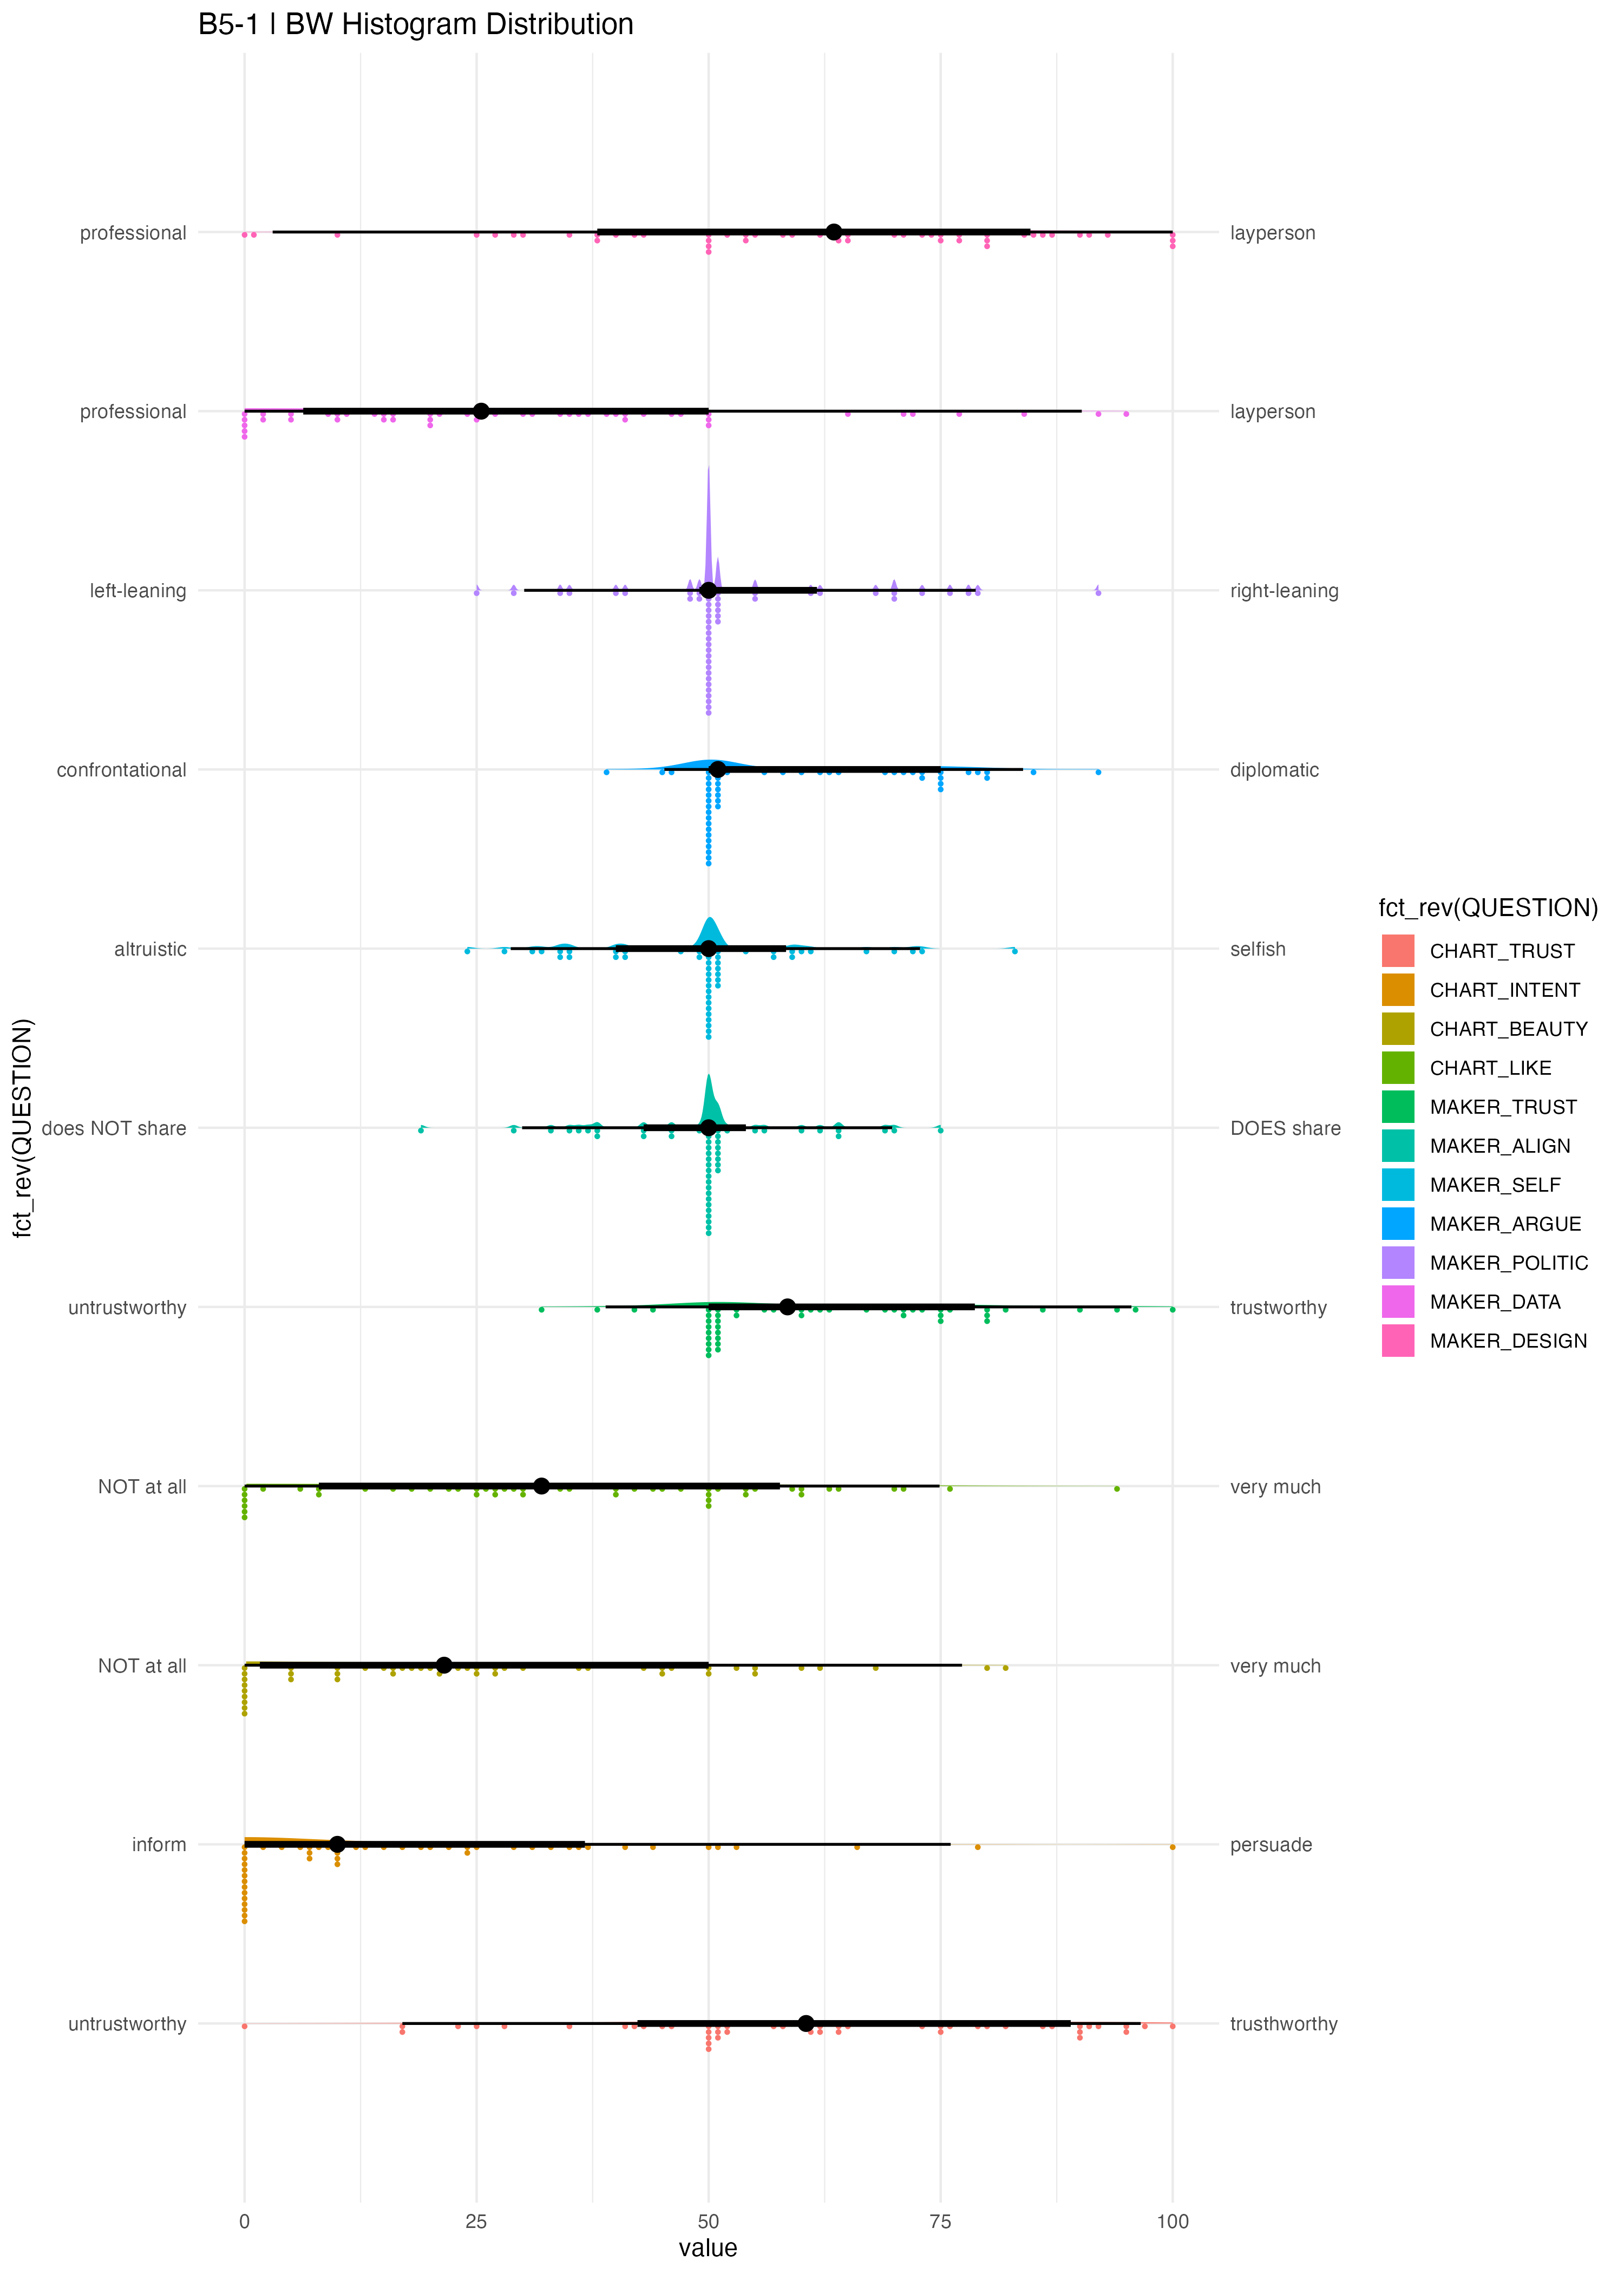 B5-1 | BW Histogram Distribution
professional layperson
professional layperson
left-leaning right-leaning
confrontational diplomatic
altruistic selfish
does NOT share DOES share
untrustworthy trustworthy
NOT at all very much
NOT at all very much
inform persuade
untrustworthy trusthworthy
fct_rev(QUESTION)
0 25 50 75 100
value
fct_rev(QUESTION)
CHART_TRUST
CHART_INTENT
CHART_BEAUTY
CHART_LIKE
MAKER_TRUST
MAKER_ALIGN
MAKER_SELF
MAKER_ARGUE
MAKER_POLITIC
MAKER_DATA
MAKER_DESIGN